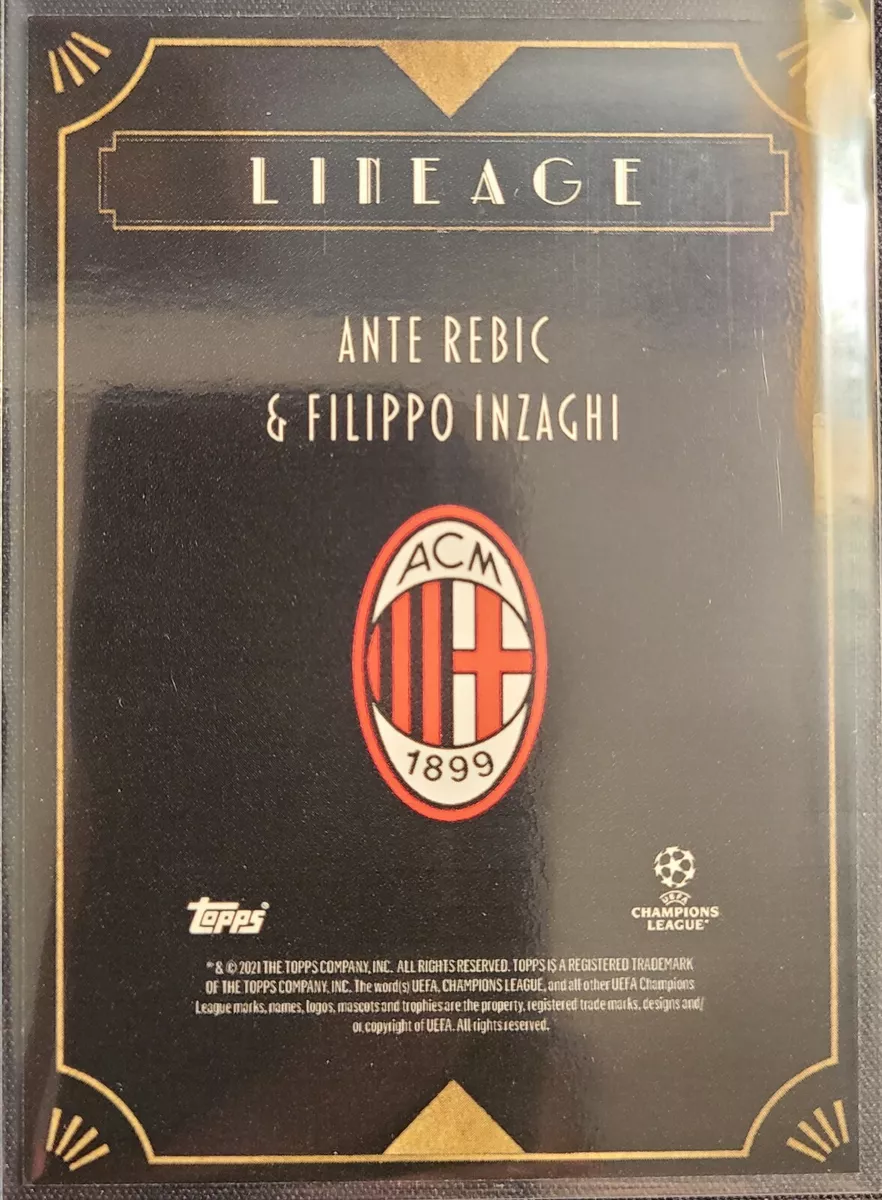 LINEAGE
ANTE REBIC
& FILIPPO INZAGHI
ACM
1899
Topps®
UEFA
CHAMPIONS
LEAGUE™
™ & © 2021 THE TOPPS COMPANY, INC. ALL RIGHTS RESERVED. TOPPS IS A REGISTERED TRADEMARK
OF THE TOPPS COMPANY, INC. The word(s) UEFA, CHAMPIONS LEAGUE, and all other UEFA Champions
League marks, names, logos, mascots and trophies are the property, registered trade marks, designs and/
or, copyright of UEFA. All rights reserved.